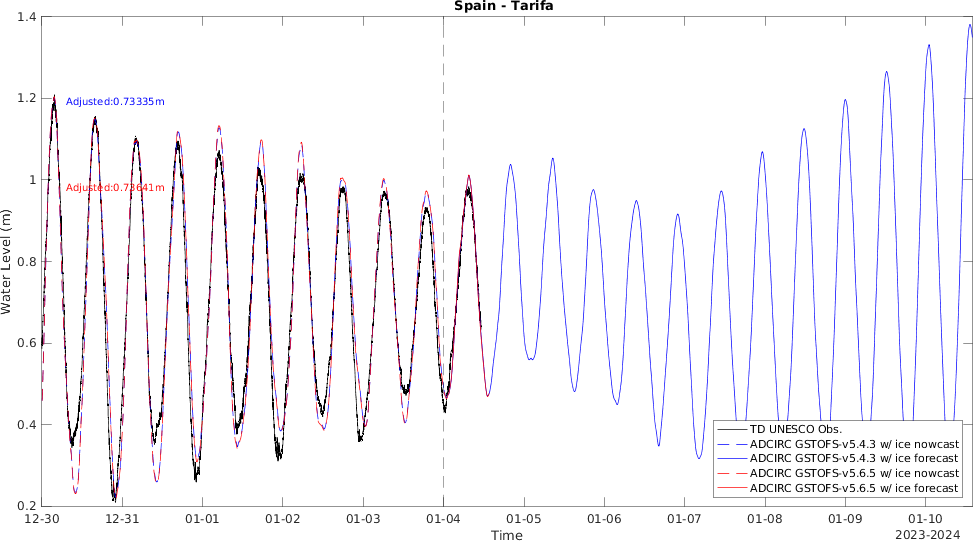 Spain - Tarifa
1.4
1.2
1
0.8
0.6
0.4
0.2
Water Level (m)
Adjusted:0.73335m
Adjusted:0.73641m
TD UNESCO Obs.
ADCIRC GSTOFS-v5.4.3 w/ ice nowcast
ADCIRC GSTOFS-v5.4.3 w/ ice forecast
ADCIRC GSTOFS-v5.6.5 w/ ice nowcast
ADCIRC GSTOFS-v5.6.5 w/ ice forecast
12-30 12-31 01-01 01-02 01-03 01-04 01-05 01-06 01-07 01-08 01-09 01-10
Time
2023-2024